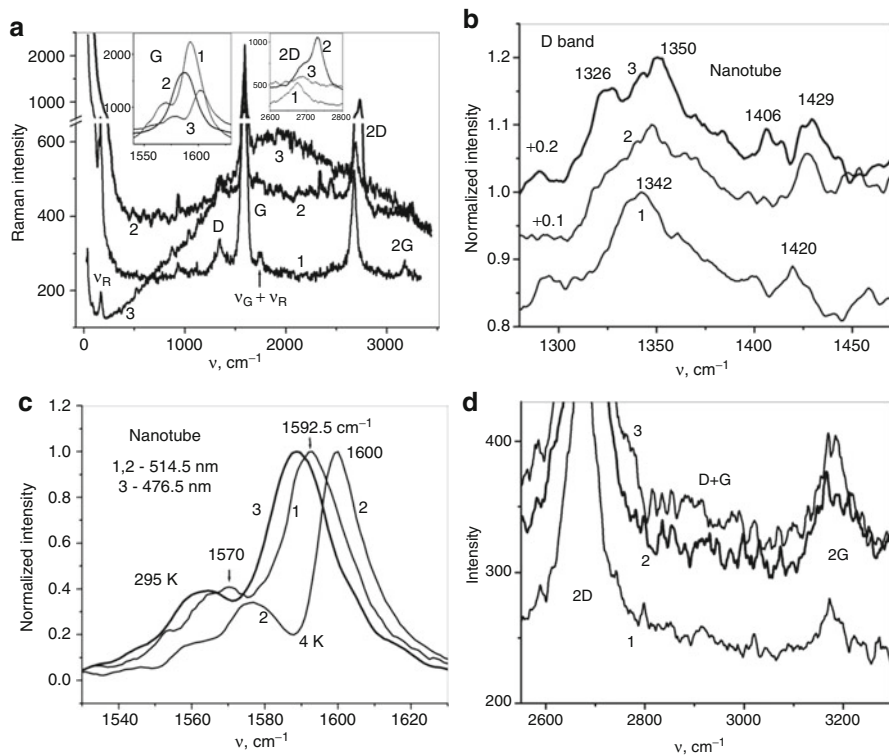 a
Raman intensity
2000
1000
600
400
200
0 1000 2000 3000
ν, cm⁻¹
G
1
2
3
2000
1000
1550 1600
2D
2
3
1
1000
500
2600 2700 2800
2D
3
2
D
G
2
2G
1
νR
νG + νR
3
b
D band
Nanotube
Normalized intensity
1.2
1.1
1.0
0.9
0.8
1326
3
1350
1406
1429
+0.2
2
+0.1
1342
1
1420
1300 1350 1400 1450
ν, cm⁻¹
c
Normalized intensity
1.2
1.0
0.8
0.6
0.4
0.2
0.0
Nanotube
1,2 - 514.5 nm
3 - 476.5 nm
1592.5 cm⁻¹
1600
3
1
2
1570
295 K
2
4 K
1540 1560 1580 1600 1620
ν, cm⁻¹
d
Intensity
400
300
200
3
D+G
2
2G
2D
1
2600 2800 3000 3200
ν, cm⁻¹